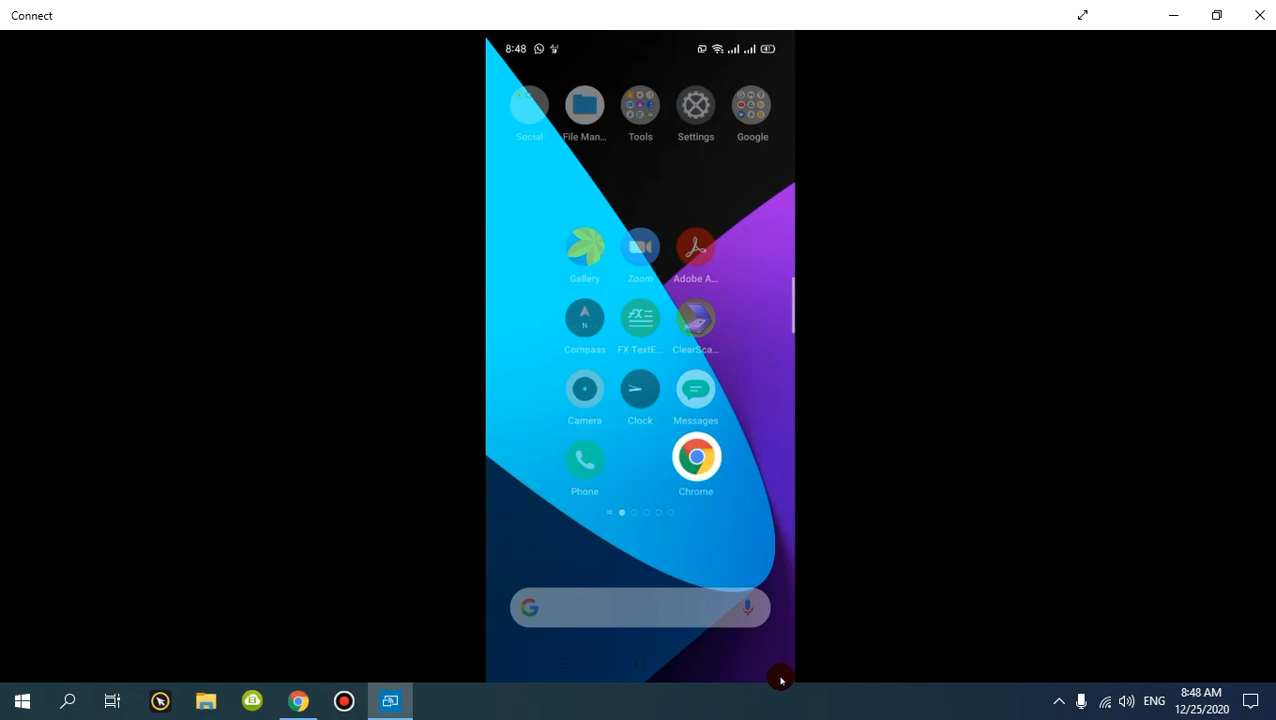 Connect
8:48
Social
File Man...
Tools
Settings
Google
Gallery
Zoom
Adobe A...
N
Compass
FX TextE...
ClearSca...
Camera
Clock
Messages
Phone
Chrome
ENG
8:48 AM
12/25/2020